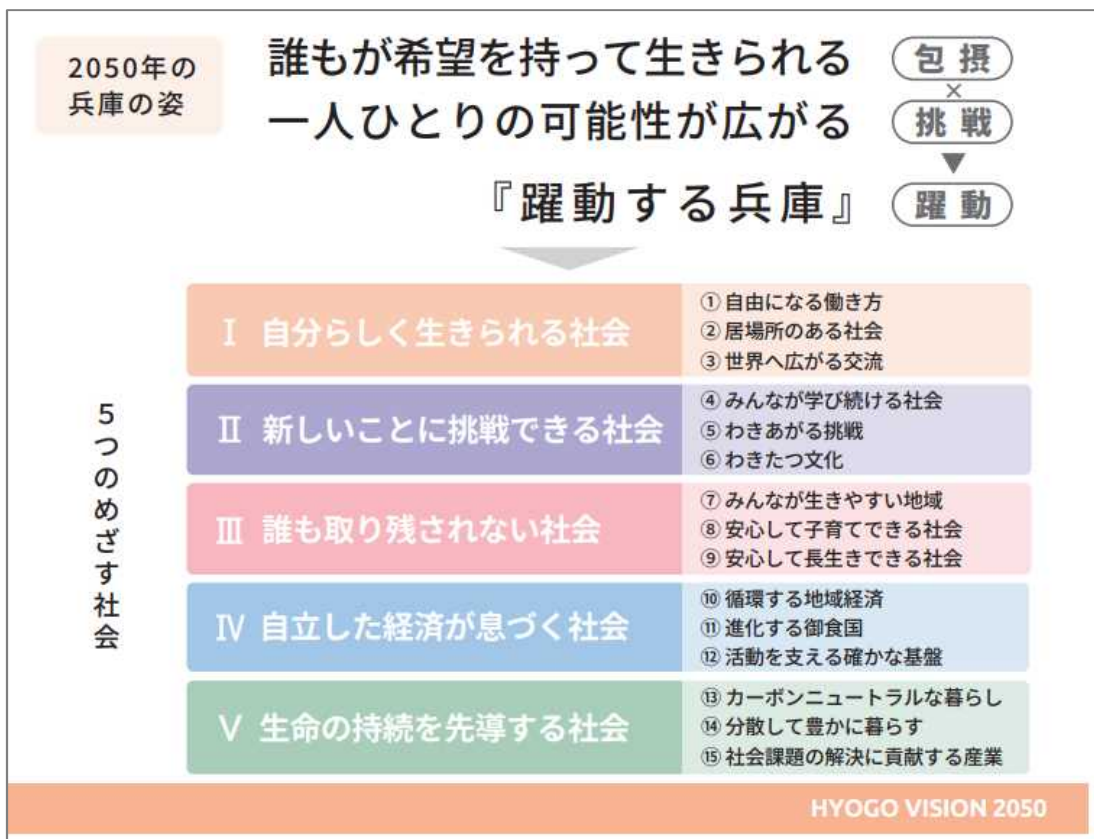 2050年の
兵庫の姿
誰もが希望を持って生きられる
包摂
×
一人ひとりの可能性が広がる
挑戦
▼
『躍動する兵庫』
躍動
5つのめざす社会
Ⅰ 自分らしく生きられる社会
① 自由になる働き方
② 居場所のある社会
③ 世界へ広がる交流
Ⅱ 新しいことに挑戦できる社会
④ みんなが学び続ける社会
⑤ わきあがる挑戦
⑥ わきたつ文化
Ⅲ 誰も取り残されない社会
⑦ みんなが生きやすい地域
⑧ 安心して子育てできる社会
⑨ 安心して長生きできる社会
Ⅳ 自立した経済が息づく社会
⑩ 循環する地域経済
⑪ 進化する御食国
⑫ 活動を支える確かな基盤
Ⅴ 生命の持続を先導する社会
⑬ カーボンニュートラルな暮らし
⑭ 分散して豊かに暮らす
⑮ 社会課題の解決に貢献する産業
HYOGO VISION 2050